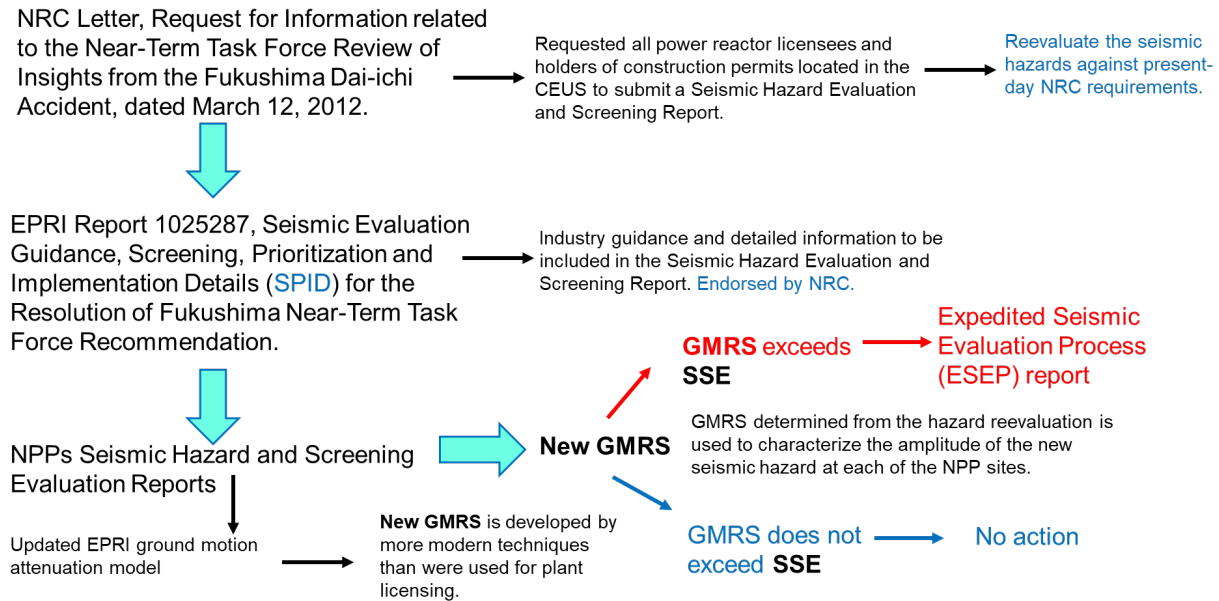 NRC Letter, Request for Information related
to the Near-Term Task Force Review of
Insights from the Fukushima Dai-ichi
Accident, dated March 12, 2012.
Requested all power reactor licensees and
holders of construction permits located in the
CEUS to submit a Seismic Hazard Evaluation
and Screening Report.
Reevaluate the seismic
hazards against present-
day NRC requirements.
EPRI Report 1025287, Seismic Evaluation
Guidance, Screening, Prioritization and
Implementation Details (SPID) for the
Resolution of Fukushima Near-Term Task
Force Recommendation.
Industry guidance and detailed information to be
included in the Seismic Hazard Evaluation and
Screening Report. Endorsed by NRC.
GMRS exceeds
SSE
Expedited Seismic
Evaluation Process
(ESEP) report
NPPs Seismic Hazard and Screening
Evaluation Reports
New GMRS
GMRS determined from the hazard reevaluation is
used to characterize the amplitude of the new
seismic hazard at each of the NPP sites.
Updated EPRI ground motion
attenuation model
New GMRS is developed by
more modern techniques
than were used for plant
licensing.
GMRS does not
exceed SSE
No action